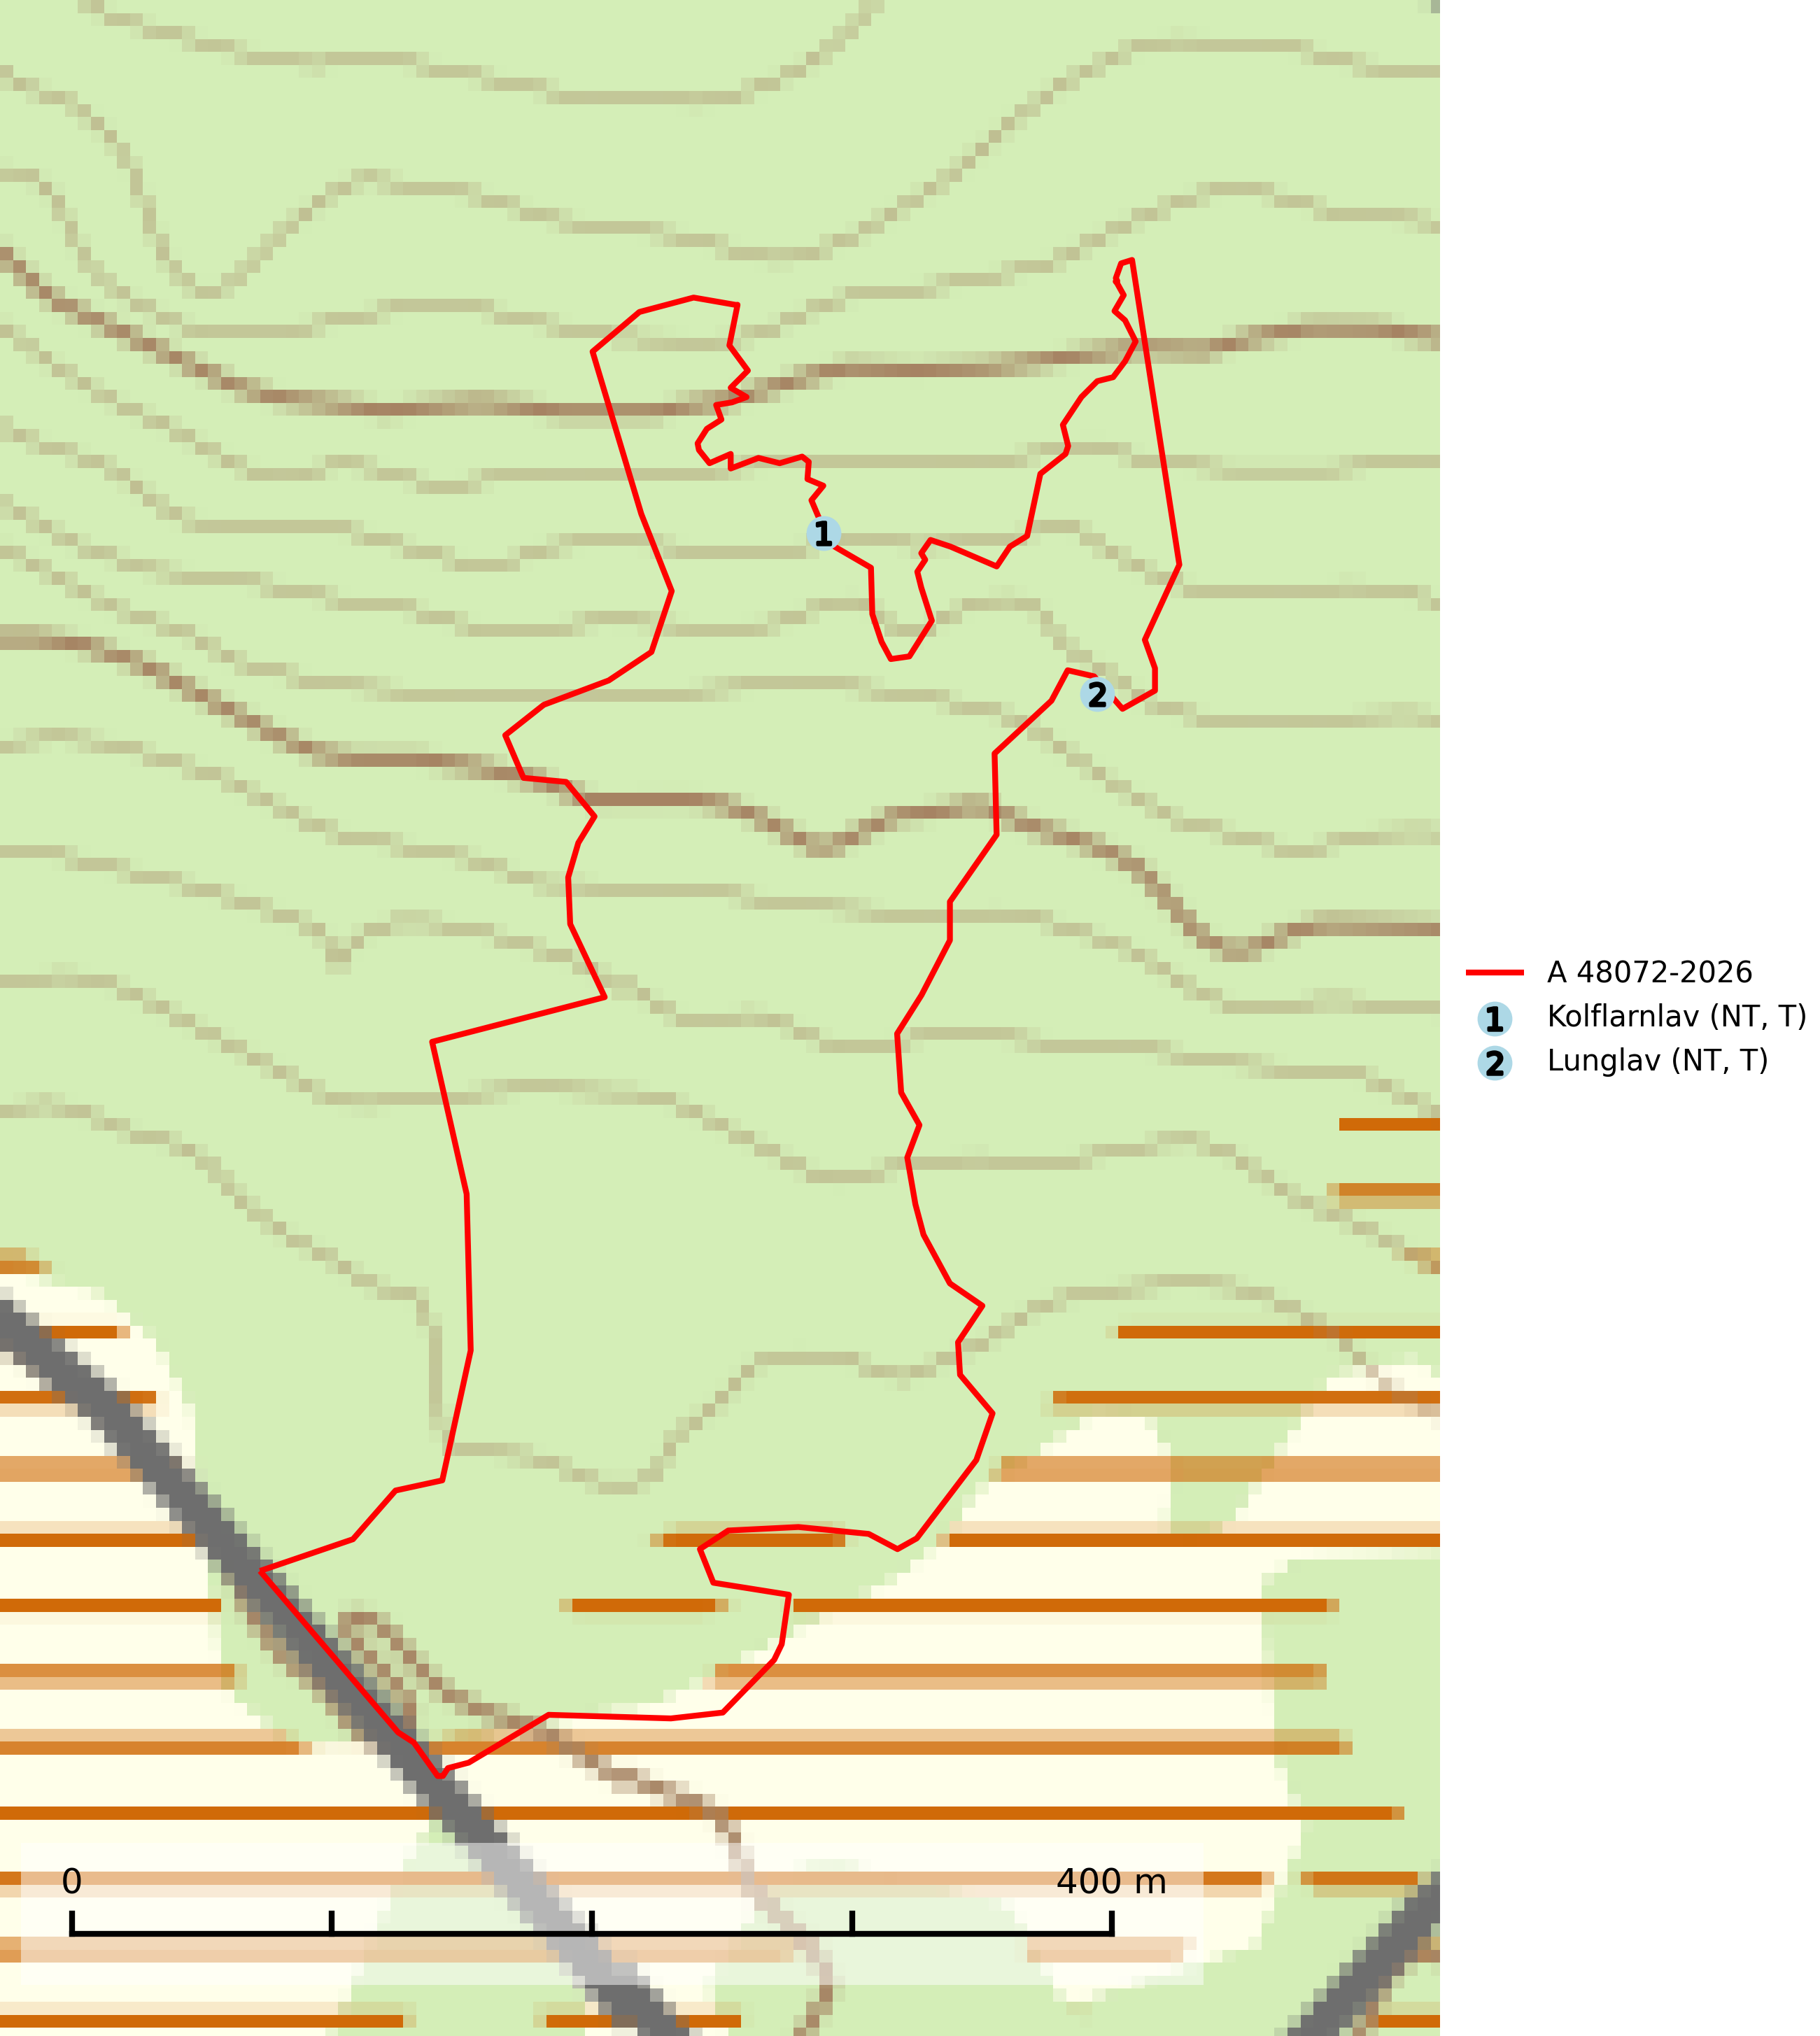 1
2
A 48072-2026
1 Kolflarnlav (NT, T)
2 Lunglav (NT, T)
0 400 m